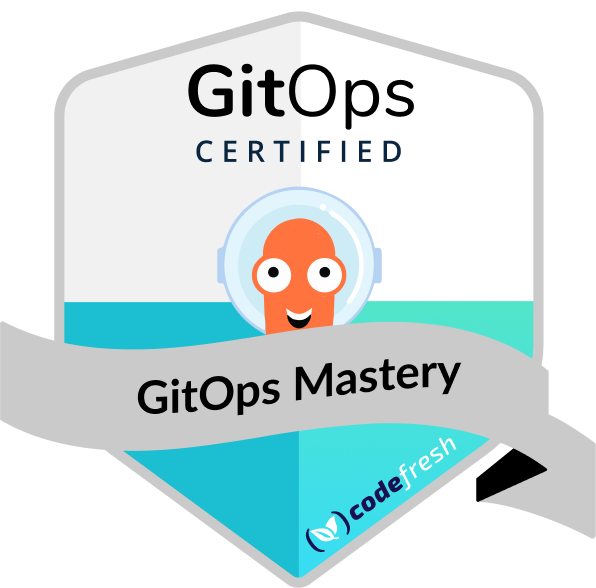 GitOps
CERTIFIED
GitOps Mastery
codefresh